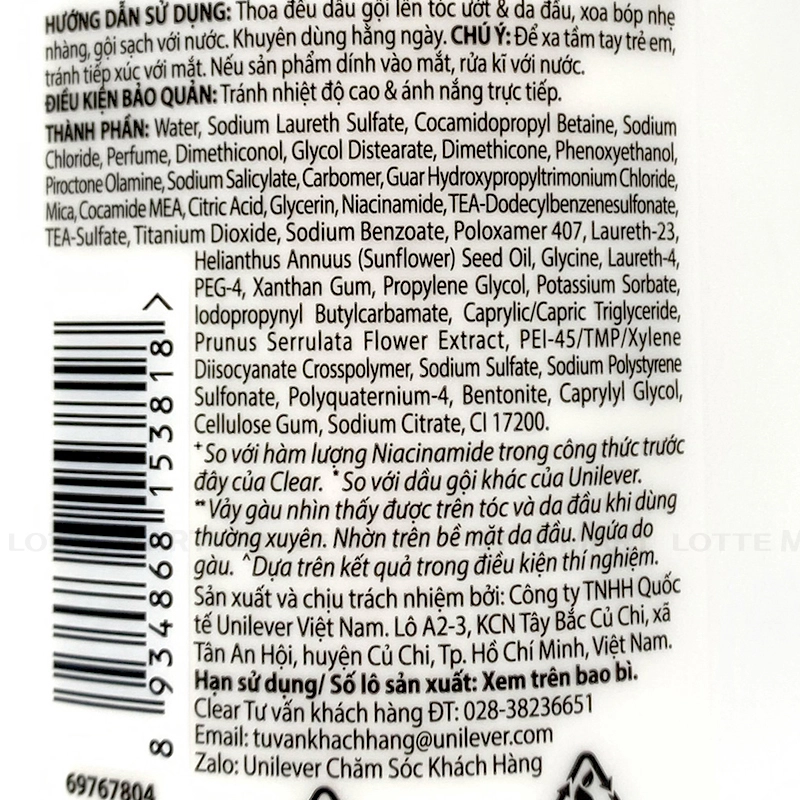 HƯỚNG DẪN SỬ DỤNG: Thoa đều dầu gội lên tóc ướt & da đầu, xoa bóp nhẹ
nhàng, gội sạch với nước. Khuyên dùng hằng ngày. CHÚ Ý: Để xa tầm tay trẻ em,
tránh tiếp xúc với mắt. Nếu sản phẩm dính vào mắt, rửa kĩ với nước.
ĐIỀU KIỆN BẢO QUẢN: Tránh nhiệt độ cao & ánh nắng trực tiếp.
THÀNH PHẦN: Water, Sodium Laureth Sulfate, Cocamidopropyl Betaine, Sodium
Chloride, Perfume, Dimethiconol, Glycol Distearate, Dimethicone, Phenoxyethanol,
Piroctone Olamine, Sodium Salicylate, Carbomer, Guar Hydroxypropyltrimonium Chloride,
Mica, Cocamide MEA, Citric Acid, Glycerin, Niacinamide, TEA-Dodecylbenzenesulfonate,
TEA-Sulfate, Titanium Dioxide, Sodium Benzoate, Poloxamer 407, Laureth-23,
Helianthus Annuus (Sunflower) Seed Oil, Glycine, Laureth-4,
PEG-4, Xanthan Gum, Propylene Glycol, Potassium Sorbate,
Iodopropynyl Butylcarbamate, Caprylic/Capric Triglyceride,
Prunus Serrulata Flower Extract, PEI-45/TMP/Xylene
Diisocyanate Crosspolymer, Sodium Sulfate, Sodium Polystyrene
Sulfonate, Polyquaternium-4, Bentonite, Caprylyl Glycol,
Cellulose Gum, Sodium Citrate, CI 17200.
+So với hàm lượng Niacinamide trong công thức trước
đây của Clear. *So với dầu gội khác của Unilever.
**Vảy gàu nhìn thấy được trên tóc và da đầu khi dùng
thường xuyên. Nhờn trên bề mặt da đầu. Ngứa do
gàu. ^Dựa trên kết quả trong điều kiện thí nghiệm.
Sản xuất và chịu trách nhiệm bởi: Công ty TNHH Quốc
tế Unilever Việt Nam. Lô A2-3, KCN Tây Bắc Củ Chi, xã
Tân An Hội, huyện Củ Chi, Tp. Hồ Chí Minh, Việt Nam.
Hạn sử dụng/ Số lô sản xuất: Xem trên bao bì.
Clear Tư vấn khách hàng ĐT: 028-38236651
Email: tuvankhachhang@unilever.com
Zalo: Unilever Chăm Sóc Khách Hàng
8 934868 153818 >
69767804
LOTTE M